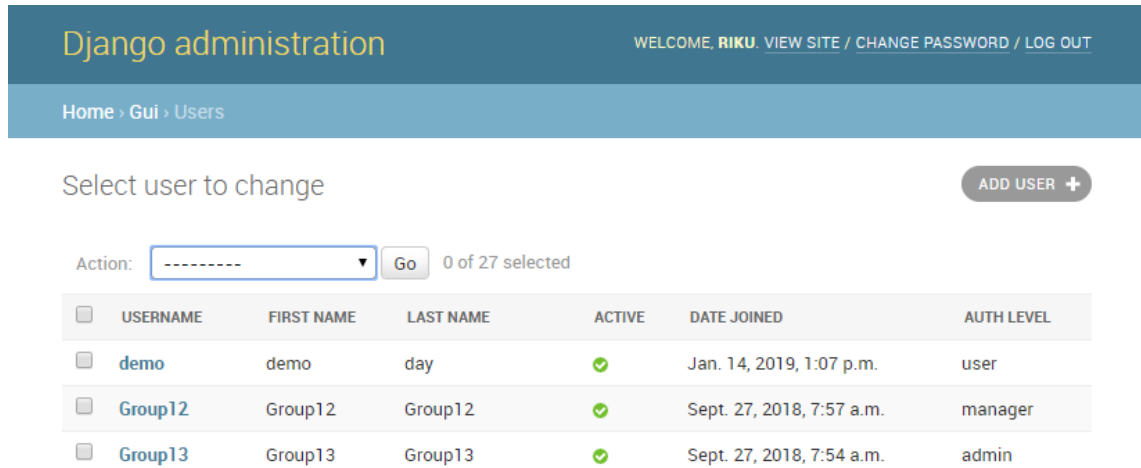 Django administration WELCOME, RIKU. VIEW SITE / CHANGE PASSWORD / LOG OUT
Home › Gui › Users
Select user to change ADD USER +
Action: --------- Go 0 of 27 selected
USERNAME FIRST NAME LAST NAME ACTIVE DATE JOINED AUTH LEVEL
demo demo day Jan. 14, 2019, 1:07 p.m. user
Group12 Group12 Group12 Sept. 27, 2018, 7:57 a.m. manager
Group13 Group13 Group13 Sept. 27, 2018, 7:54 a.m. admin